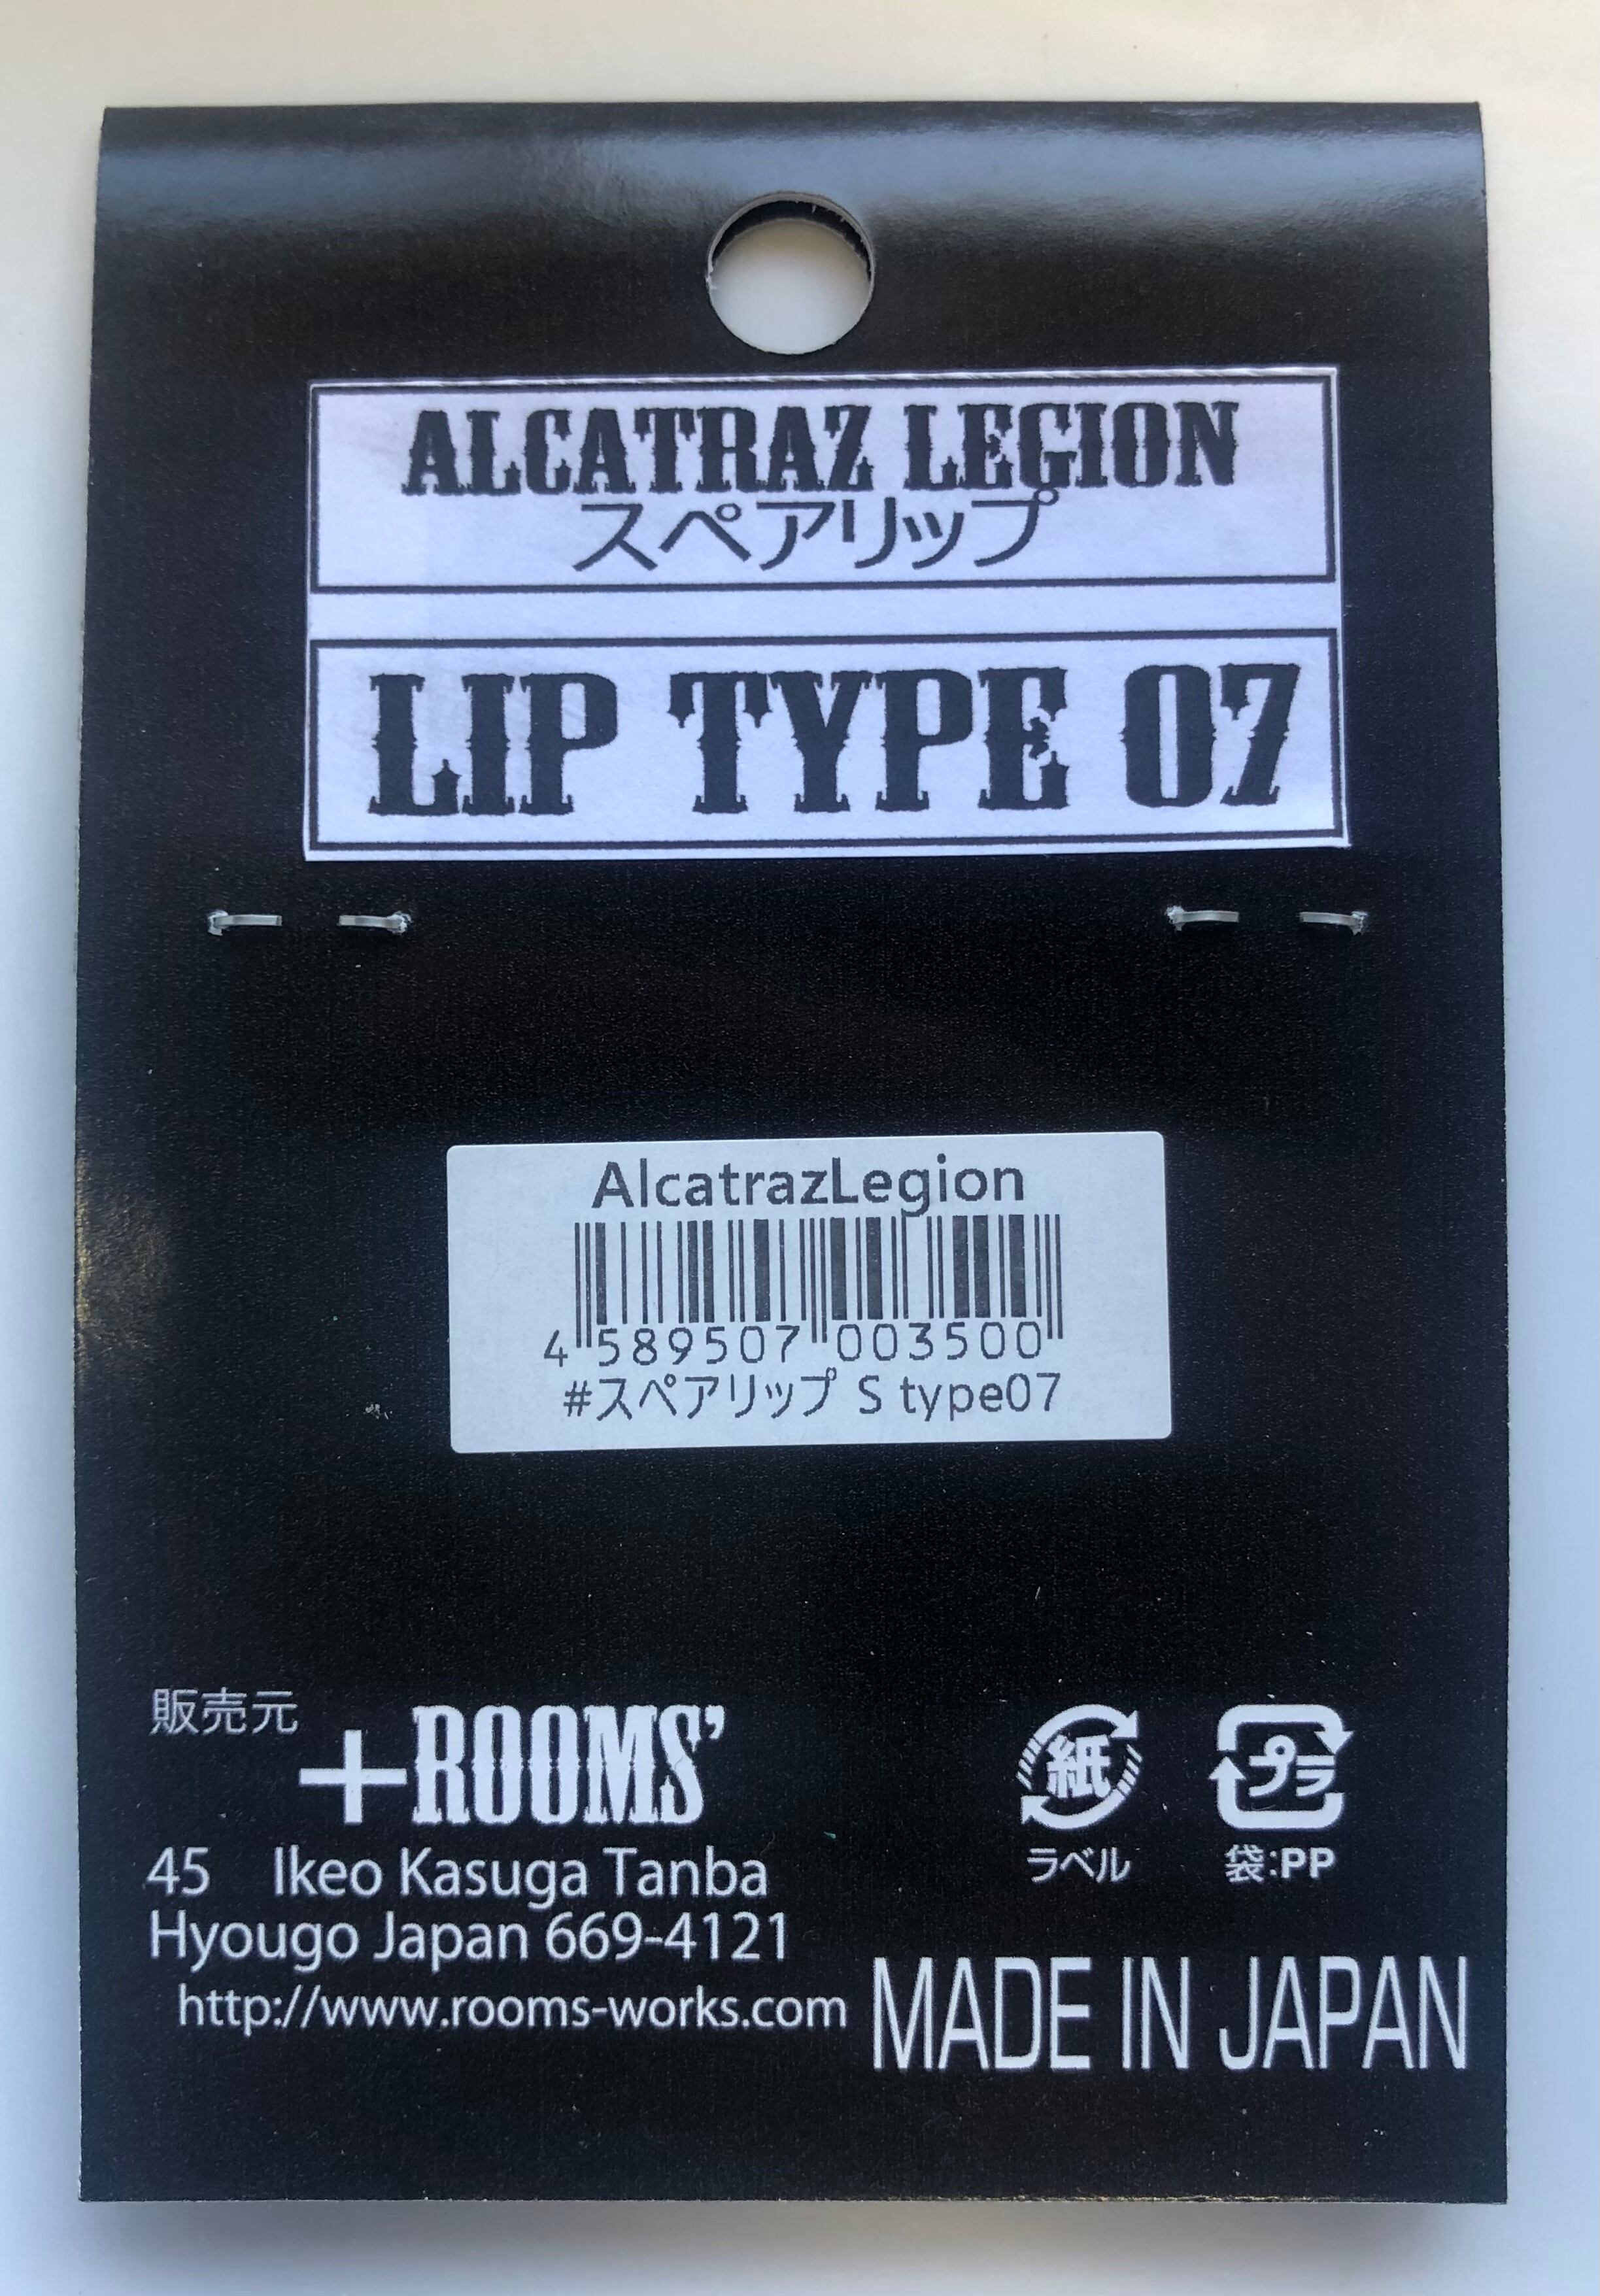 ALCATRAZ LEGION
スペアリップ
LIP TYPE 07
AlcatrazLegion
4 589507 003500
#スペアリップ S type07
販売元
+ROOMS'
45 Ikeo Kasuga Tanba
Hyougo Japan 669-4121
http://www.rooms-works.com
紙
ラベル
プラ
袋:PP
MADE IN JAPAN